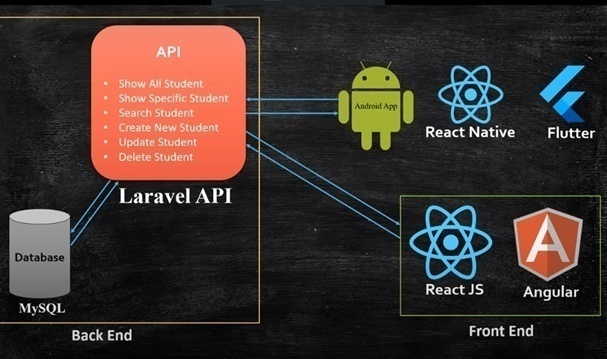 API
• Show All Student
• Show Specific Student
• Search Student
• Create New Student
• Update Student
• Delete Student
Laravel API
Database
MySQL
Back End
Android App
React Native
Flutter
React JS
Angular
Front End